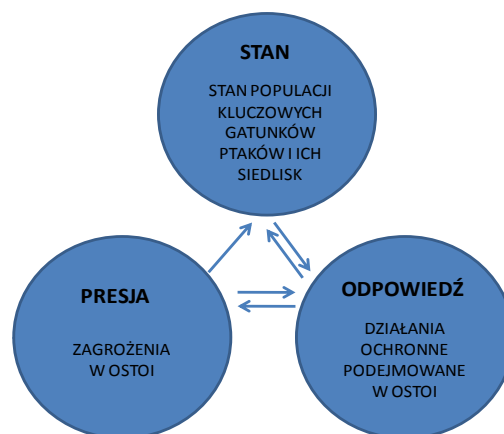 STAN
STAN POPULACJI
KLUCZOWYCH
GATUNKÓW
PTAKÓW I ICH
SIEDLISK
PRESJA
ZAGROŻENIA
W OSTOI
ODPOWIEDŹ
DZIAŁANIA
OCHRONNE
PODEJMOWANE
W OSTOI